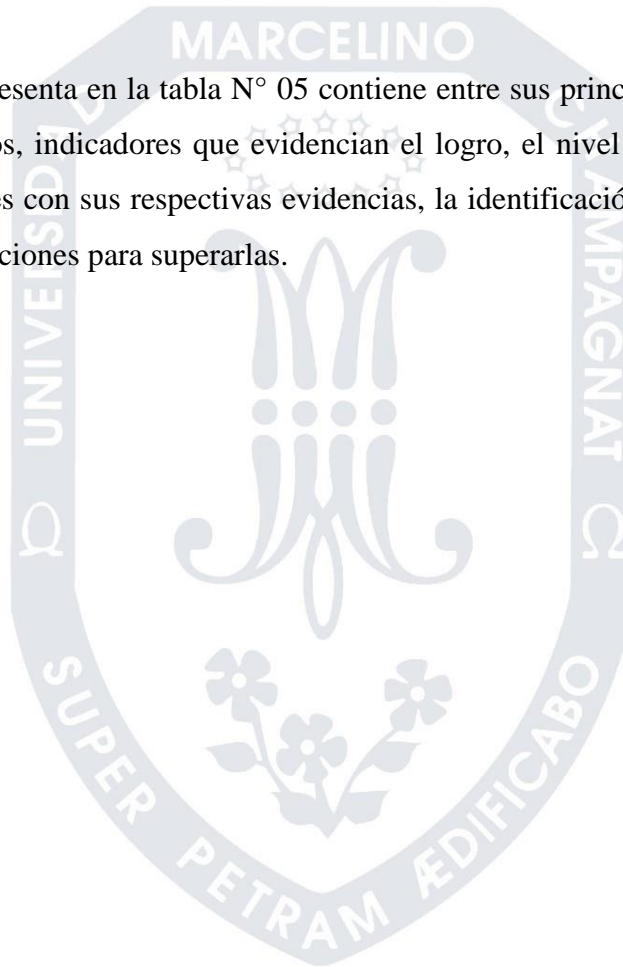 MARCELINO
esenta en la tabla N° 05 contiene entre sus princ
os, indicadores que evidencian el logro, el nivel
es con sus respectivas evidencias, la identificació
ciones para superarlas.
UNIVERSIDAD
CHAMPAGNAT
SUPER PETRAM ÆDIFICABO